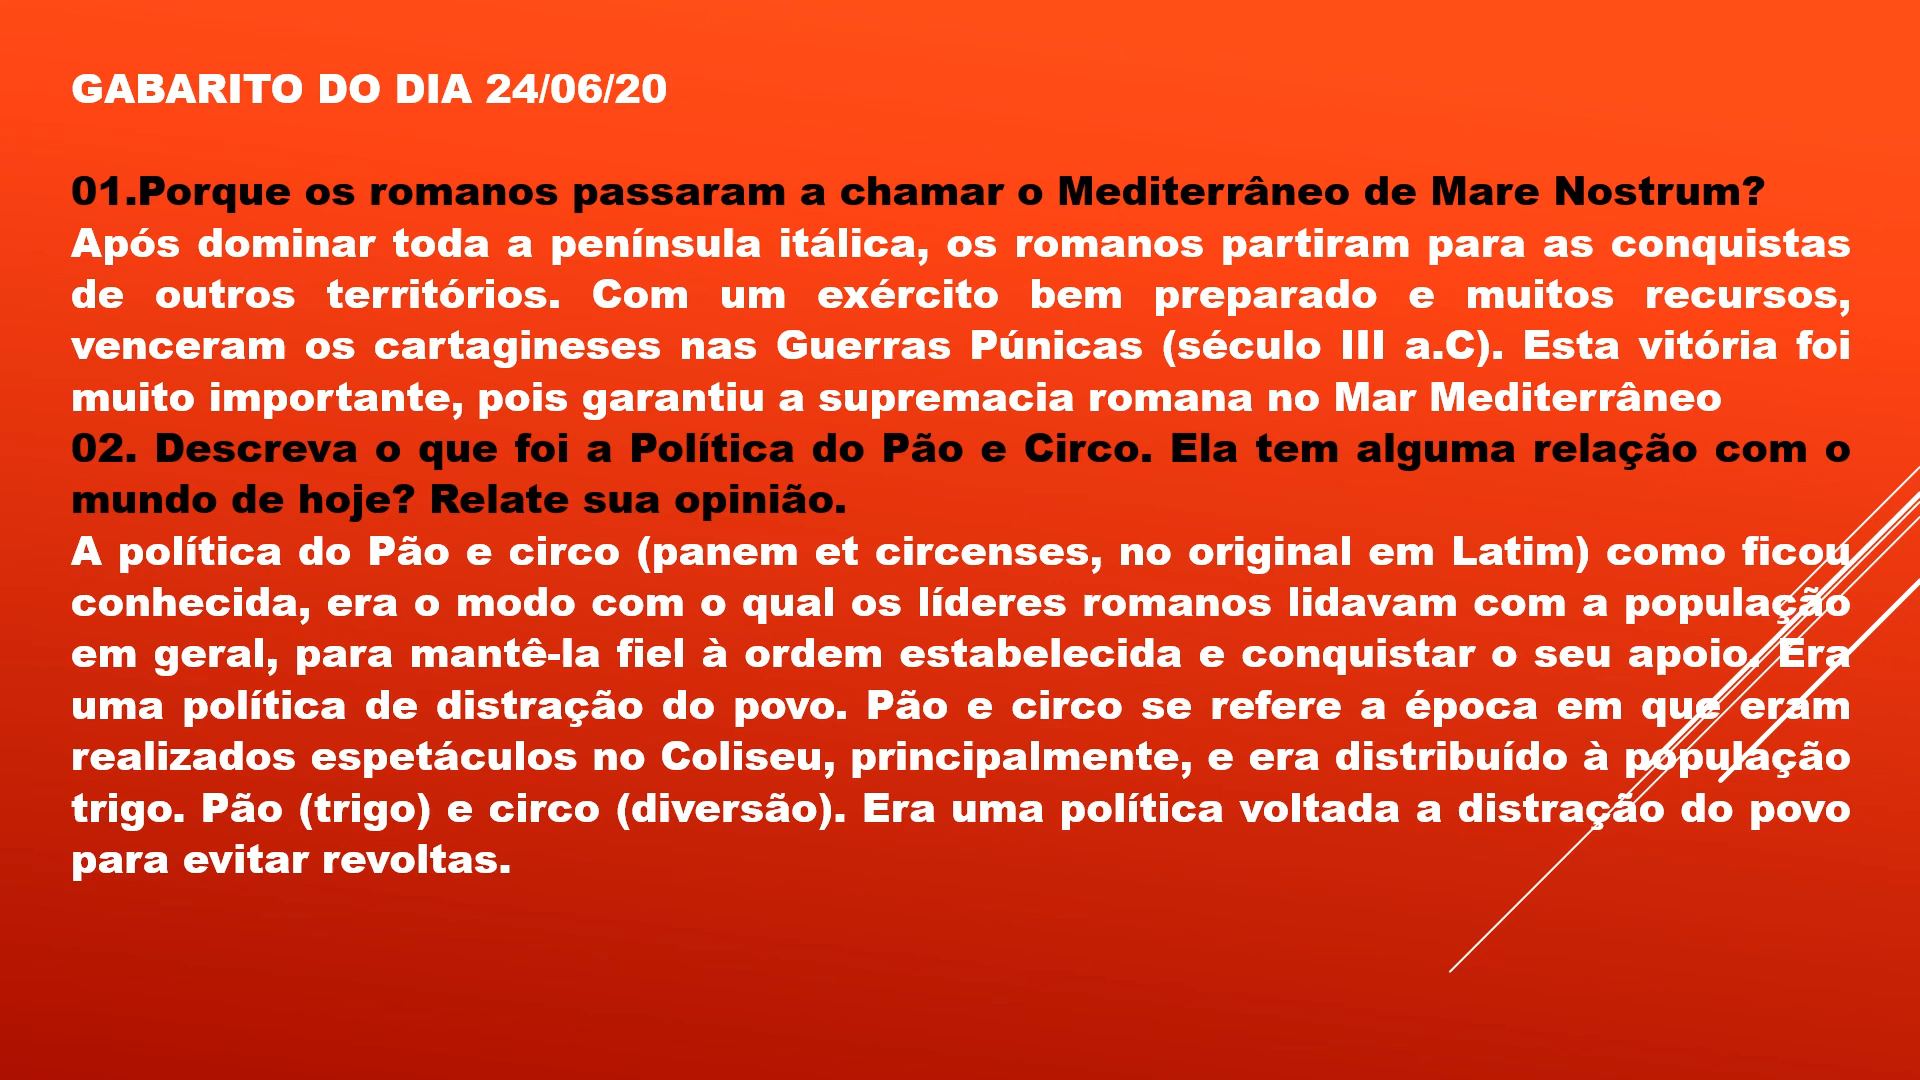 GABARITO DO DIA 24/06/20
01.Porque os romanos passaram a chamar o Mediterrâneo de Mare Nostrum?
Após dominar toda a península itálica, os romanos partiram para as conquistas
de outros territórios. Com um exército bem preparado e muitos recursos,
venceram os cartagineses nas Guerras Púnicas (século III a.C). Esta vitória foi
muito importante, pois garantiu a supremacia romana no Mar Mediterrâneo
02. Descreva o que foi a Política do Pão e Circo. Ela tem alguma relação com o
mundo de hoje? Relate sua opinião.
A política do Pão e circo (panem et circenses, no original em Latim) como ficou
conhecida, era o modo com o qual os líderes romanos lidavam com a população
em geral, para mantê-la fiel à ordem estabelecida e conquistar o seu apoio. Era
uma política de distração do povo. Pão e circo se refere a época em que eram
realizados espetáculos no Coliseu, principalmente, e era distribuído à população
trigo. Pão (trigo) e circo (diversão). Era uma política voltada a distração do povo
para evitar revoltas.